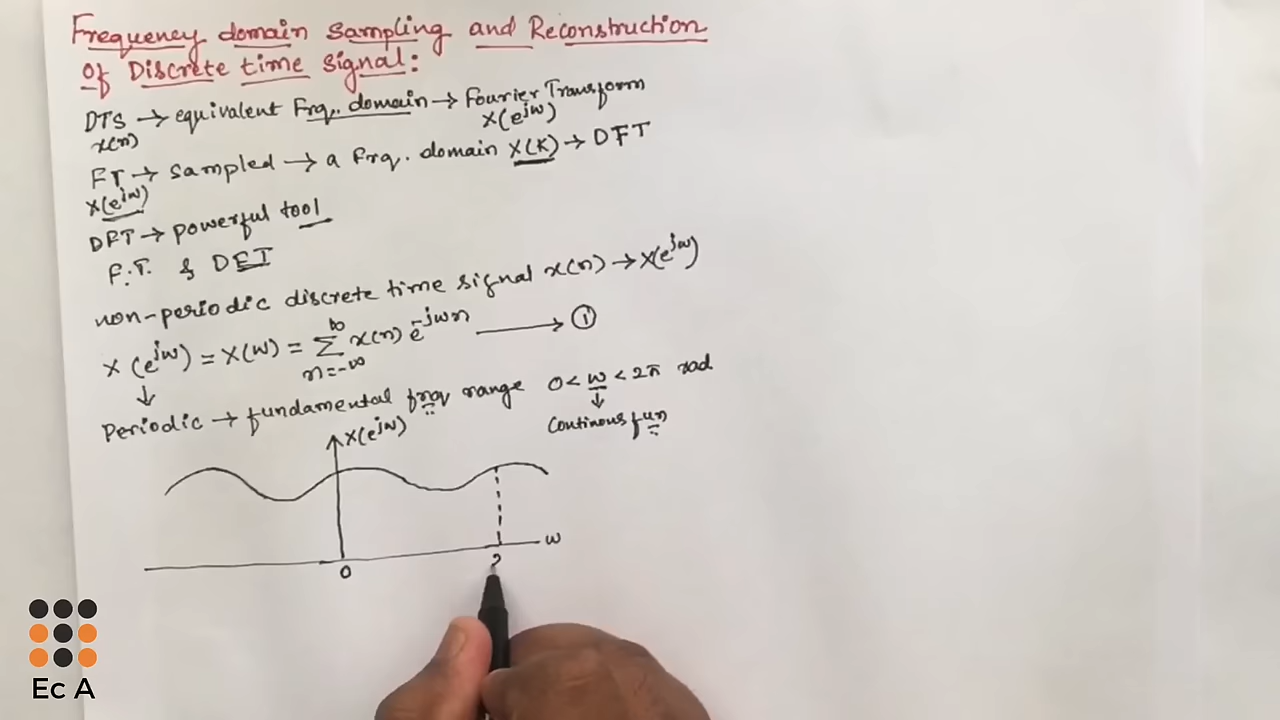 Frequency domain sampling and Reconstruction
of Discrete time signal:
DTS → equivalent Frq. domain → Fourier Transform
x(n) X(e^jw)
FT → sampled → a frq. domain X(K) → DFT
X(e^jw)
DFT → powerful tool
F.T. & DFT
non-periodic discrete time signal x(n) → X(e^jw)
X(e^jw) = X(w) = ∑_{n=-∞}^{∞} x(n) e^-jwn → ①
Periodic → fundamental frq range 0 < w < 2π rad
↓ Continous fun
X(e^jw)
w
0 2
Ec A